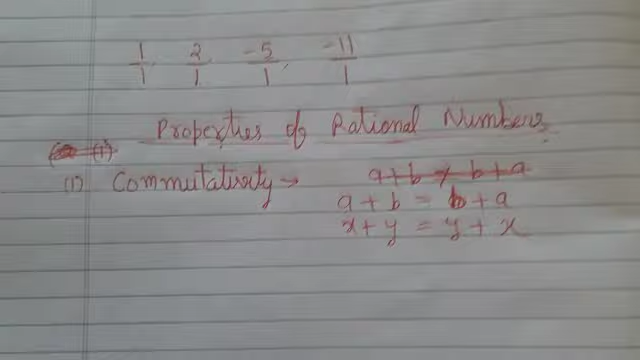 1/1, 2/1, -5/1, -11/1
Properties of Rational Numbers
(1) Commutativity → a+b ≠ b+a
a + b = b + a
x + y = y + x